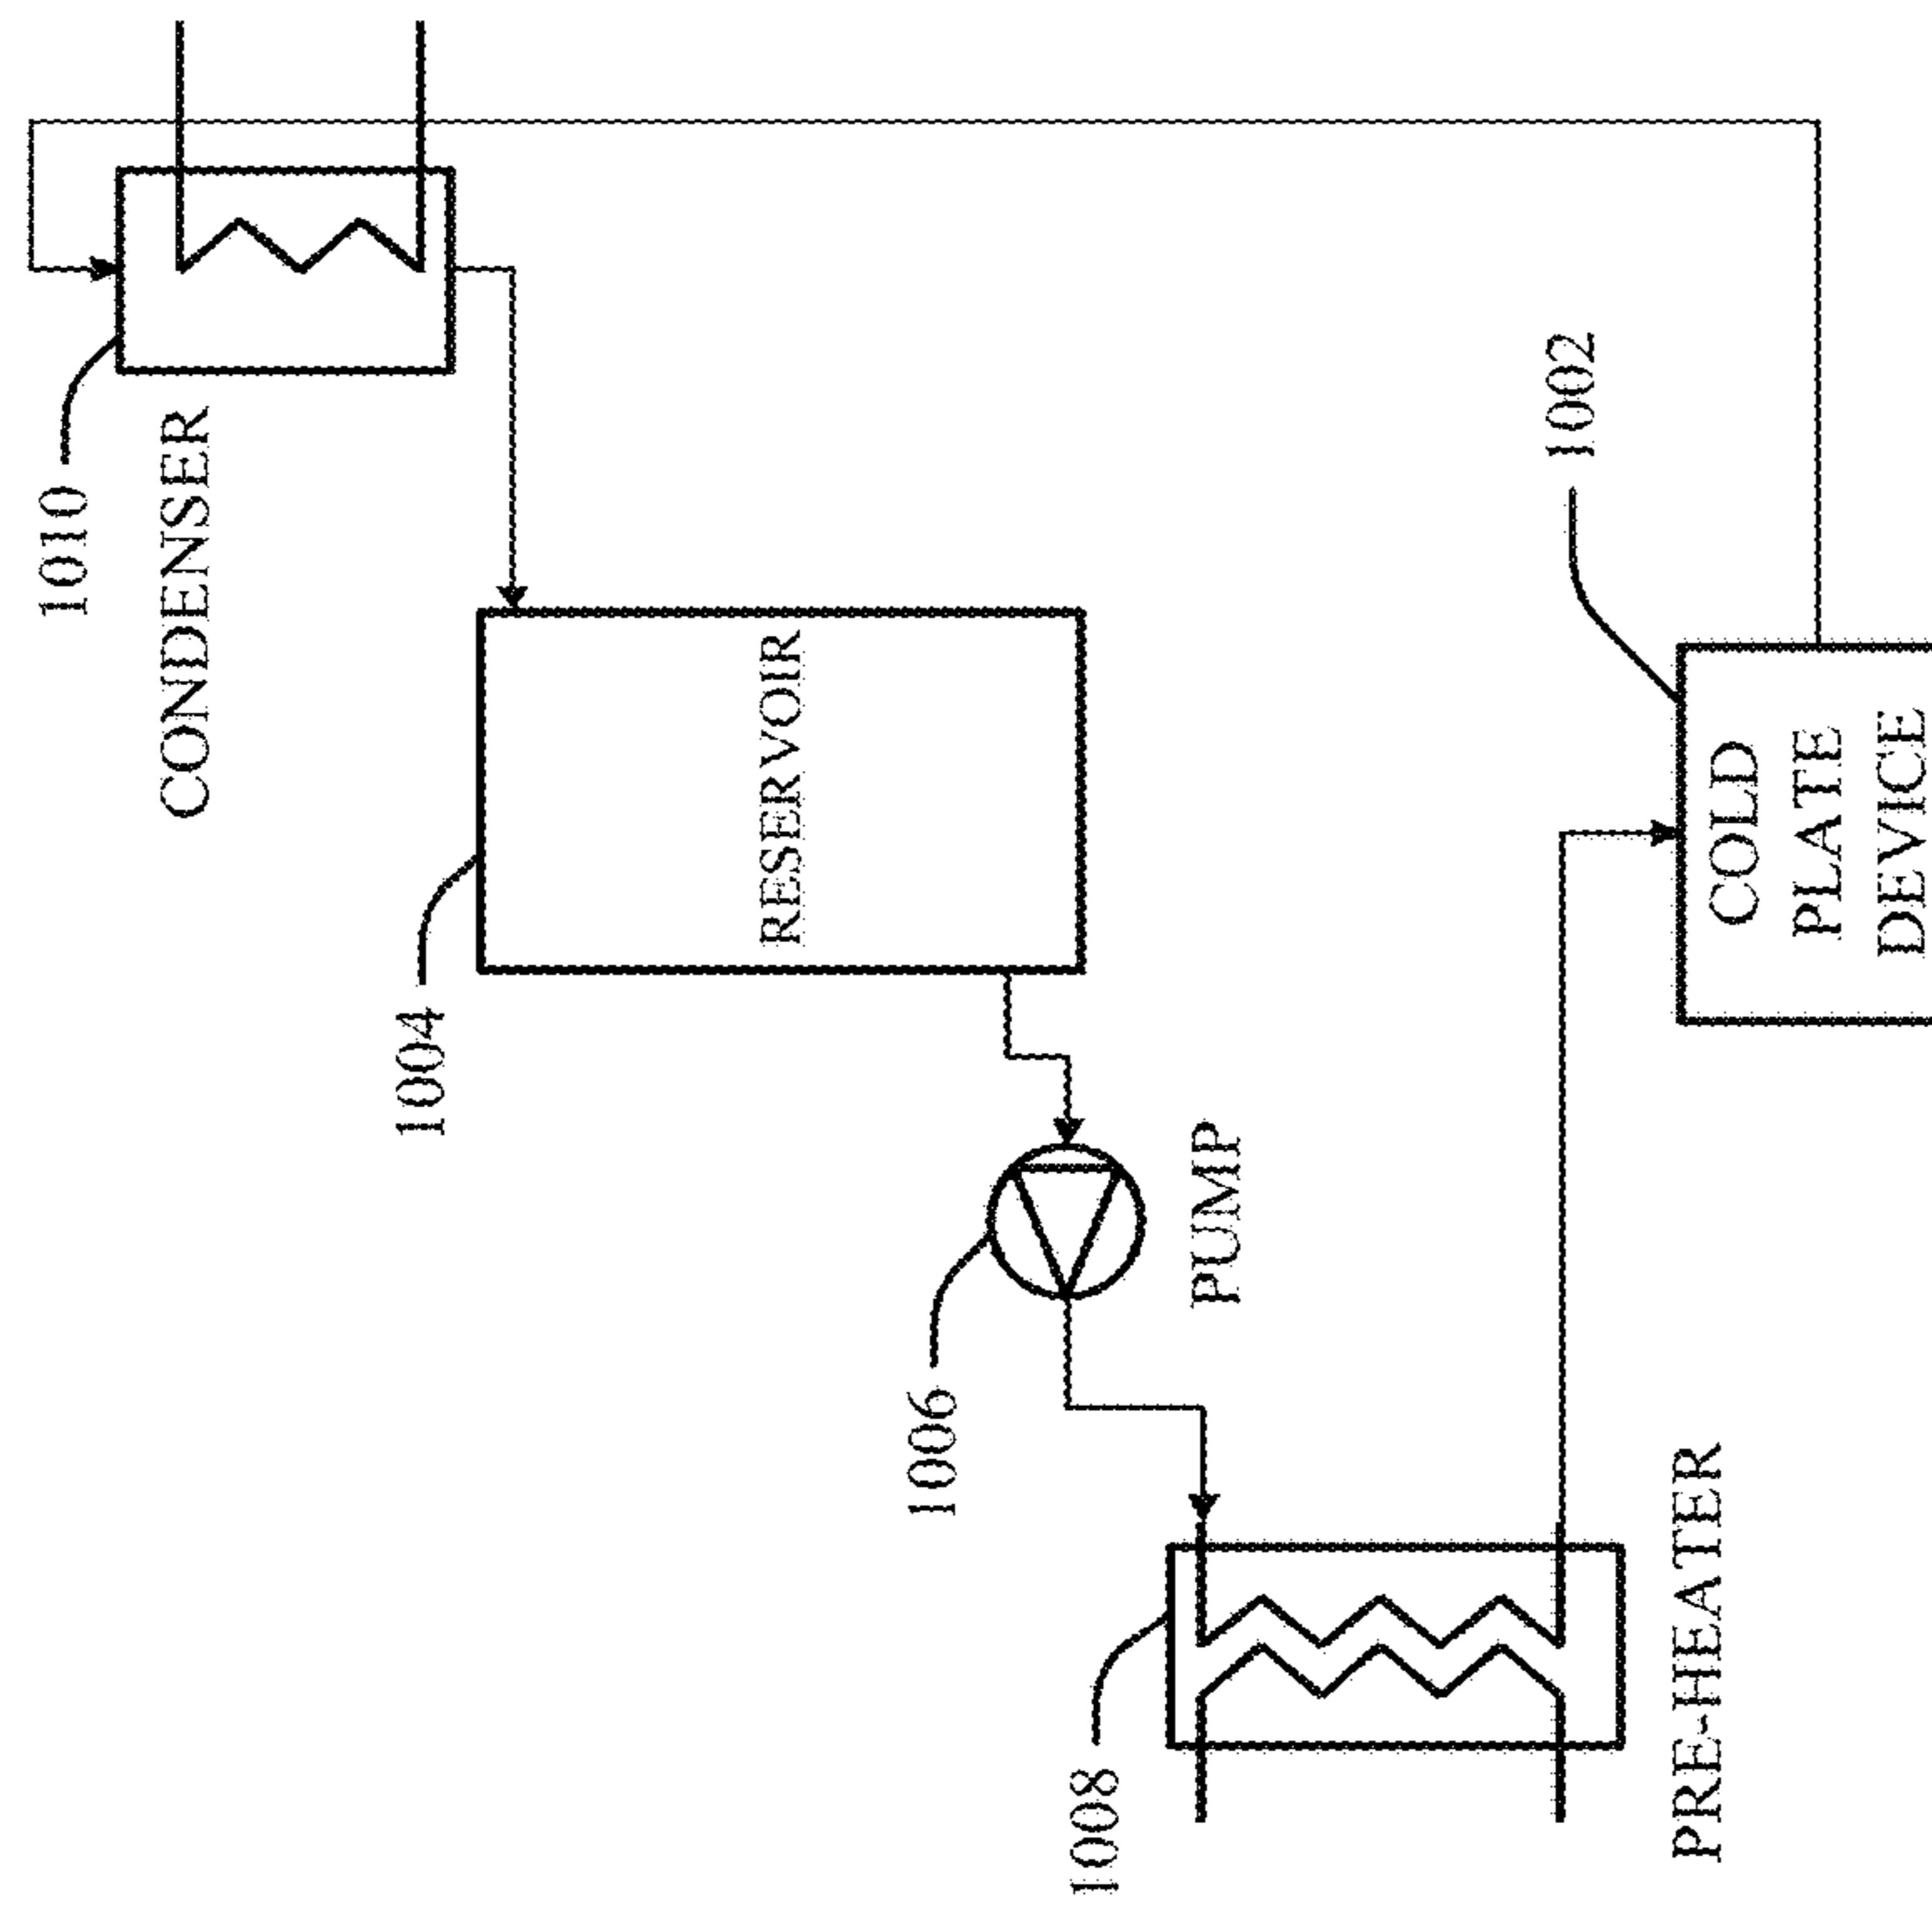 1010
CONDENSER
1004
RESERVOIR
1006
PUMP
1002
COLD
PLATE
DEVICE
1008
PRE-HEATER